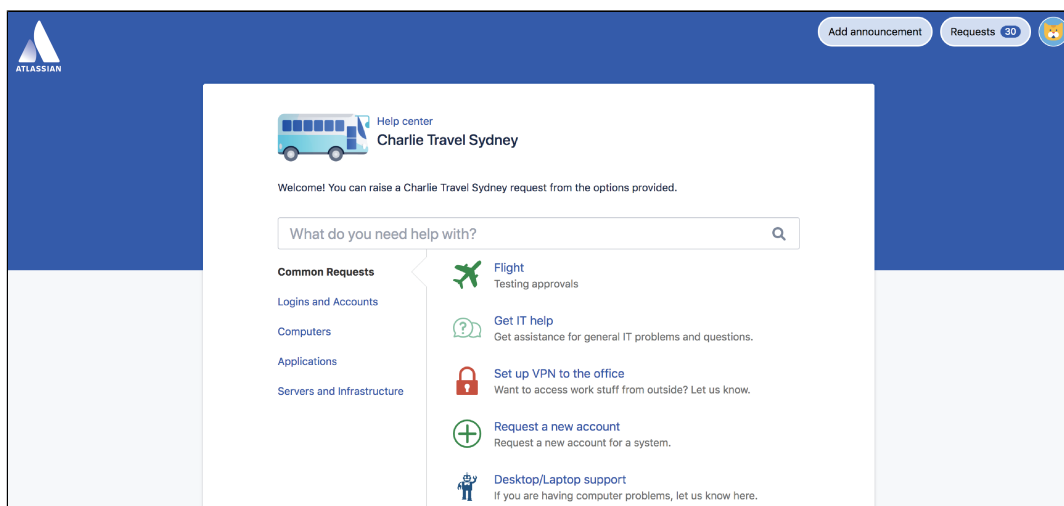 Add announcement
Requests 30
ATLASSIAN
Help center
Charlie Travel Sydney
Welcome! You can raise a Charlie Travel Sydney request from the options provided.
What do you need help with?
Common Requests
Logins and Accounts
Computers
Applications
Servers and Infrastructure
Flight
Testing approvals
Get IT help
Get assistance for general IT problems and questions.
Set up VPN to the office
Want to access work stuff from outside? Let us know.
Request a new account
Request a new account for a system.
Desktop/Laptop support
If you are having computer problems, let us know here.